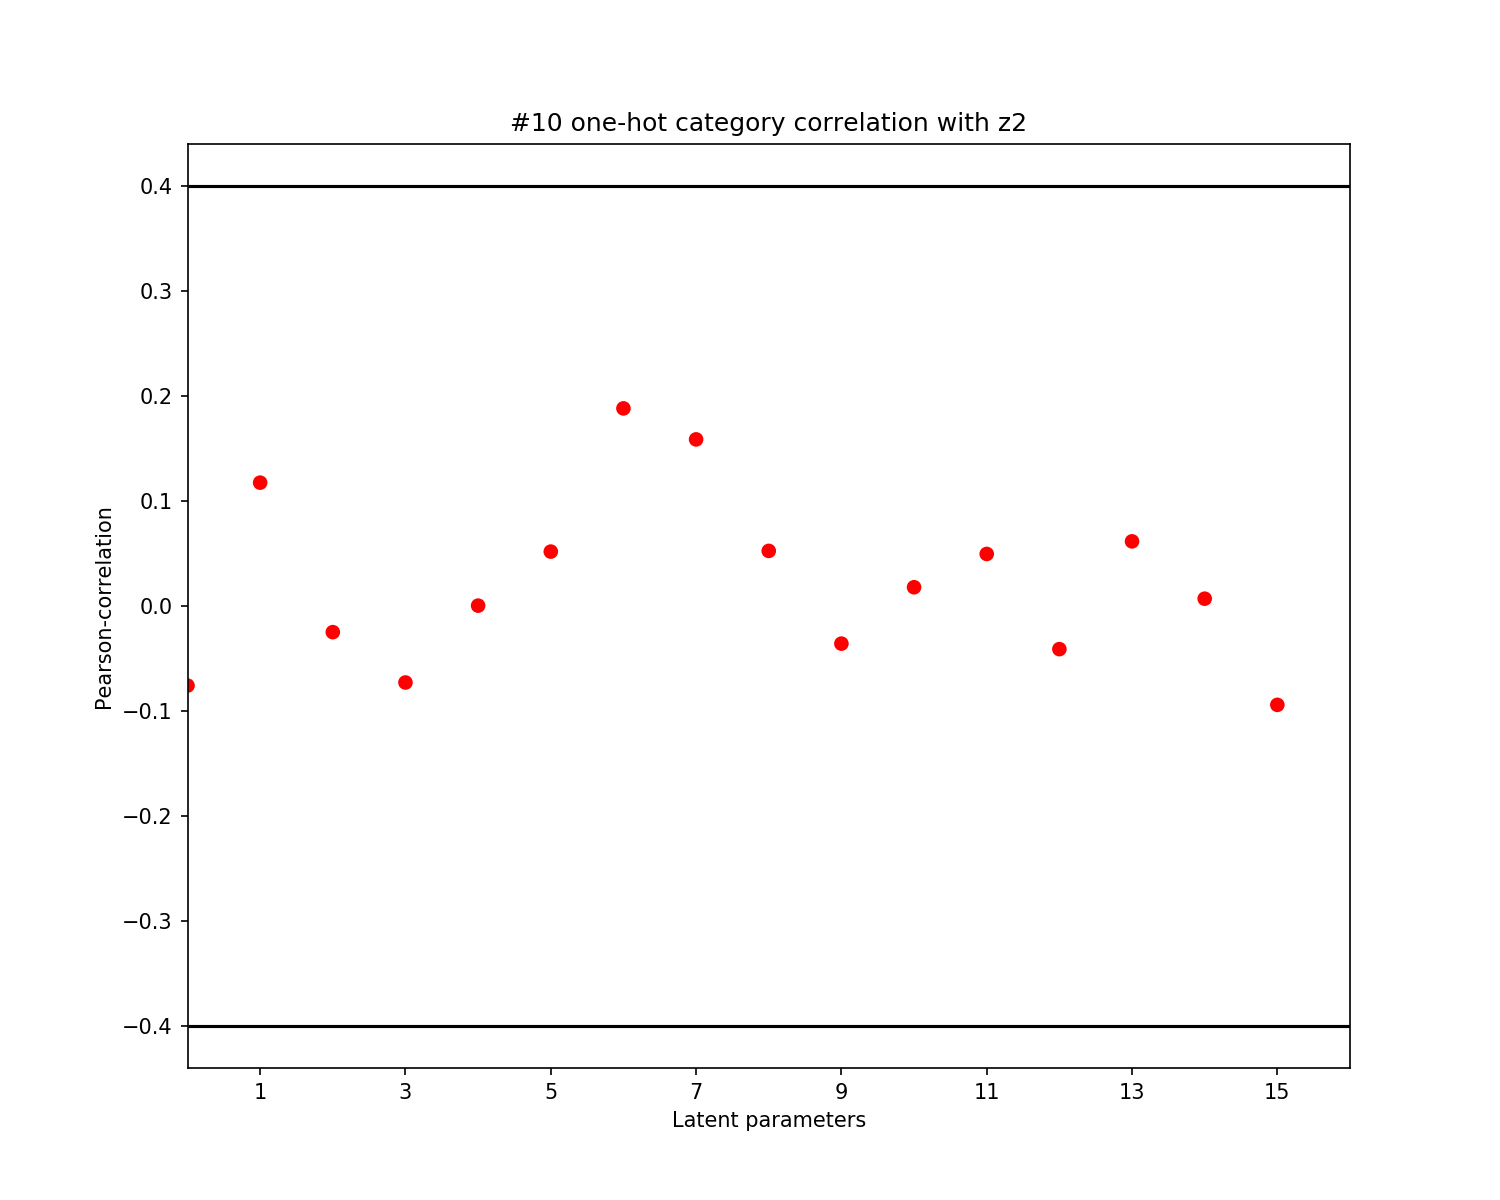 #10 one-hot category correlation with z2
0.4
0.3
0.2
0.1
0.0
−0.1
−0.2
−0.3
−0.4
Pearson-correlation
1 3 5 7 9 11 13 15
Latent parameters